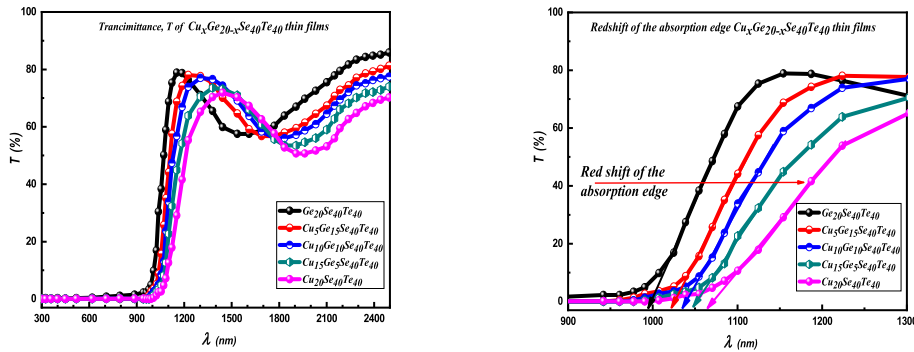 Trancimittance, T of CuxGe20-xSe40Te40 thin films
T (%)
100
80
60
40
20
0
Ge20Se40Te40
Cu5Ge15Se40Te40
Cu10Ge10Se40Te40
Cu15Ge5Se40Te40
Cu20Se40Te40
300 600 900 1200 1500 1800 2100 2400
λ (nm)
Redshift of the absorption edge CuxGe20-xSe40Te40 thin films
T (%)
100
80
60
40
20
0
Red shift of the
absorption edge
Ge20Se40Te40
Cu5Ge15Se40Te40
Cu10Ge10Se40Te40
Cu15Ge5Se40Te40
Cu20Se40Te40
900 1000 1100 1200 1300
λ (nm)